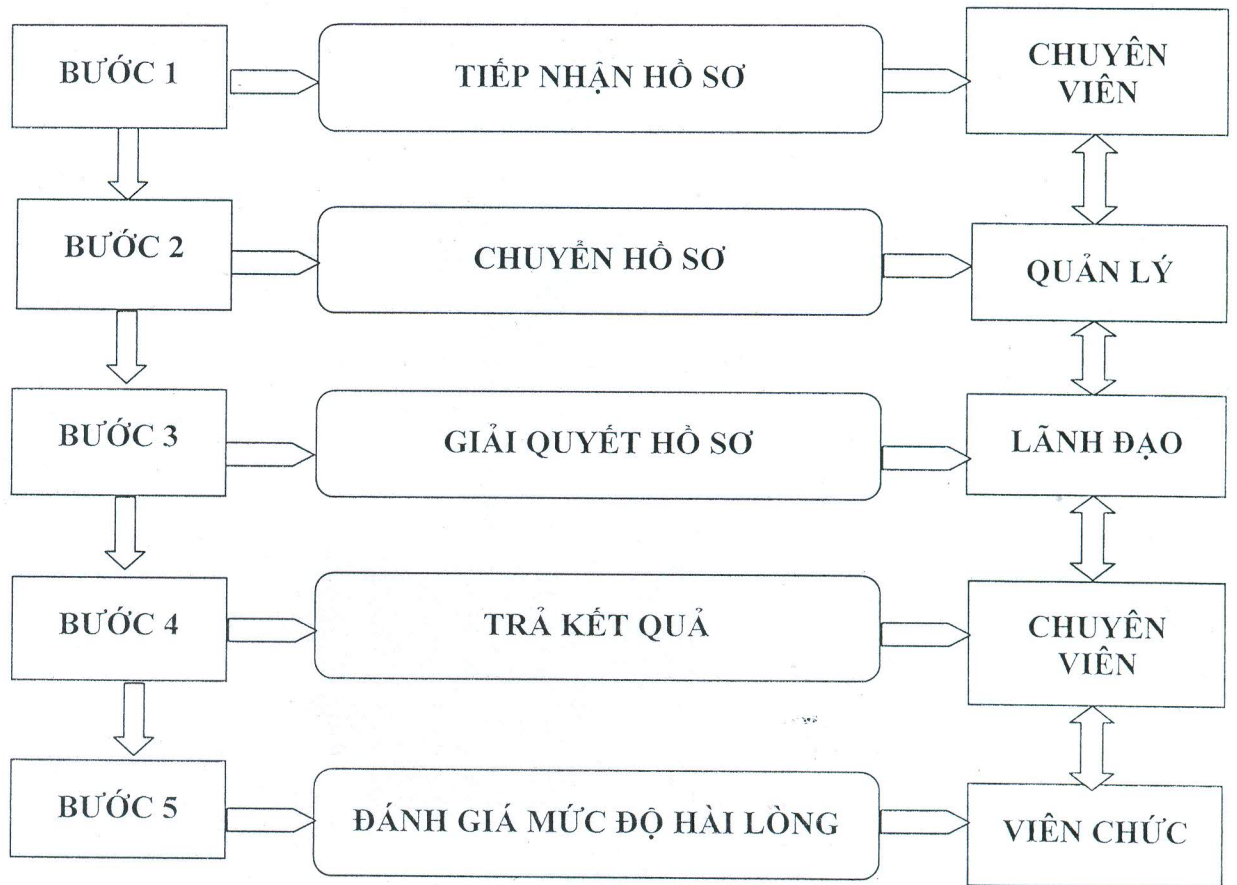 BƯỚC 1
TIẾP NHẬN HỒ SƠ
CHUYÊN
VIÊN
BƯỚC 2
CHUYỂN HỒ SƠ
QUẢN LÝ
BƯỚC 3
GIẢI QUYẾT HỒ SƠ
LÃNH ĐẠO
BƯỚC 4
TRẢ KẾT QUẢ
CHUYÊN
VIÊN
BƯỚC 5
ĐÁNH GIÁ MỨC ĐỘ HÀI LÒNG
VIÊN CHỨC